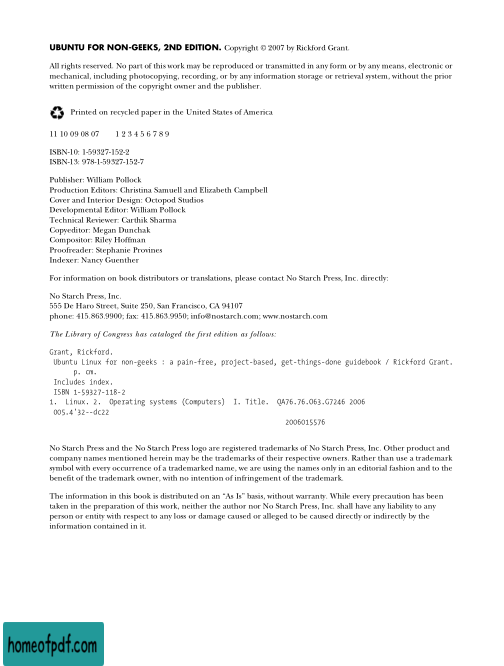 UBUNTU FOR NON-GEEKS, 2ND EDITION. Copyright © 2007 by Rickford Grant.
All rights reserved. No part of this work may be reproduced or transmitted in any form or by any means, electronic or
mechanical, including photocopying, recording, or by any information storage or retrieval system, without the prior
written permission of the copyright owner and the publisher.
Printed on recycled paper in the United States of America
11 10 09 08 07 1 2 3 4 5 6 7 8 9
ISBN-10: 1-59327-152-2
ISBN-13: 978-1-59327-152-7
Publisher: William Pollock
Production Editors: Christina Samuell and Elizabeth Campbell
Cover and Interior Design: Octopod Studios
Developmental Editor: William Pollock
Technical Reviewer: Carthik Sharma
Copyeditor: Megan Dunchak
Compositor: Riley Hoffman
Proofreader: Stephanie Provines
Indexer: Nancy Guenther
For information on book distributors or translations, please contact No Starch Press, Inc. directly:
No Starch Press, Inc.
555 De Haro Street, Suite 250, San Francisco, CA 94107
phone: 415.863.9900; fax: 415.863.9950; info@nostarch.com; www.nostarch.com
The Library of Congress has cataloged the first edition as follows:
Grant, Rickford.
Ubuntu Linux for non-geeks : a pain-free, project-based, get-things-done guidebook / Rickford Grant.
p. cm.
Includes index.
ISBN 1-59327-118-2
1. Linux. 2. Operating systems (Computers) I. Title. QA76.76.O63.G7246 2006
005.4'32--dc22
2006015576
No Starch Press and the No Starch Press logo are registered trademarks of No Starch Press, Inc. Other product and
company names mentioned herein may be the trademarks of their respective owners. Rather than use a trademark
symbol with every occurrence of a trademarked name, we are using the names only in an editorial fashion and to the
benefit of the trademark owner, with no intention of infringement of the trademark.
The information in this book is distributed on an “As Is” basis, without warranty. While every precaution has been
taken in the preparation of this work, neither the author nor No Starch Press, Inc. shall have any liability to any
person or entity with respect to any loss or damage caused or alleged to be caused directly or indirectly by the
information contained in it.
homeofpdf.com